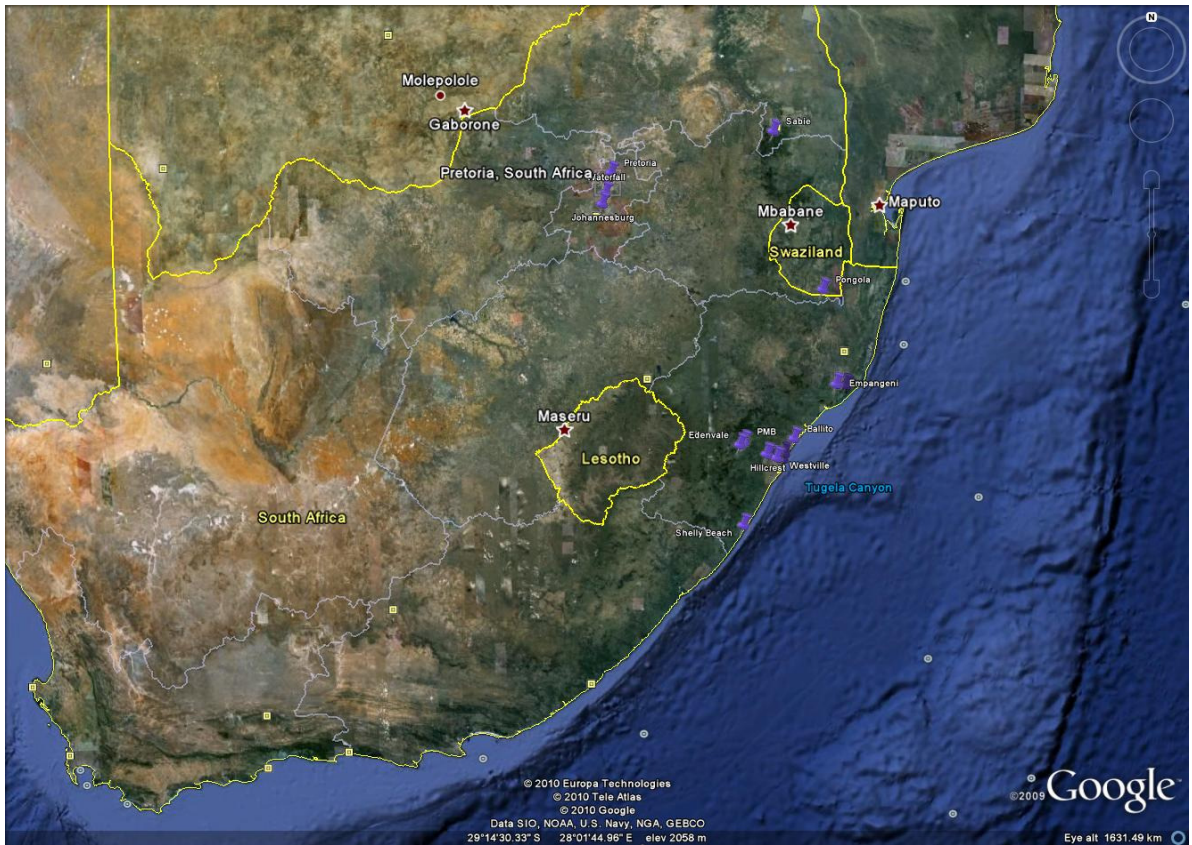 N
Molepolole
Gaborone
Sabie
Pretoria
Pretoria, South Africa
Jaterfall
Johannesburg
Mbabane
Maputo
Swaziland
Pongola
Empangeni
Maseru
Edenvale
PMB
Ballito
Lesotho
Hillcrest
Westville
Tugela Canyon
South Africa
Shelly Beach
© 2010 Europa Technologies
© 2010 Tele Atlas
© 2010 Google
Data SIO, NOAA, U.S. Navy, NGA, GEBCO
©2009 Google™
29°14'30.33" S 28°01'44.96" E elev 2058 m
Eye alt 1631.49 km